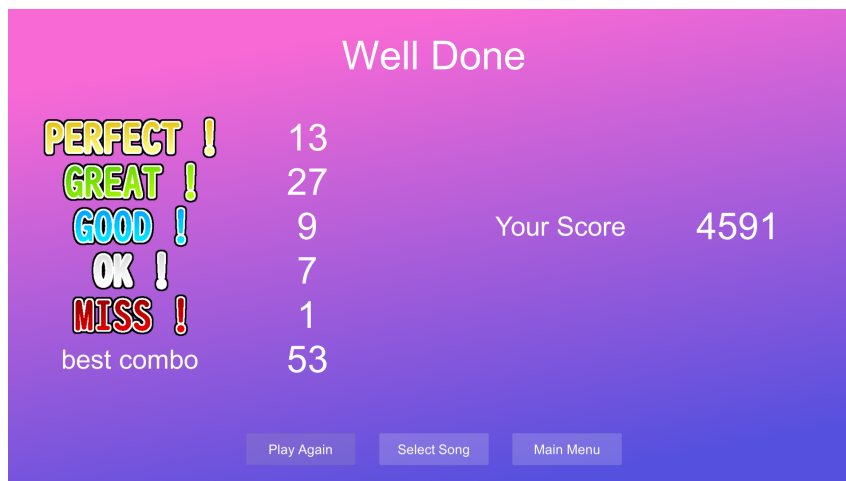 Well Done
PERFECT ! 13
GREAT ! 27
GOOD ! 9
OK ! 7
MISS ! 1
best combo 53
Your Score 4591
Play Again Select Song Main Menu